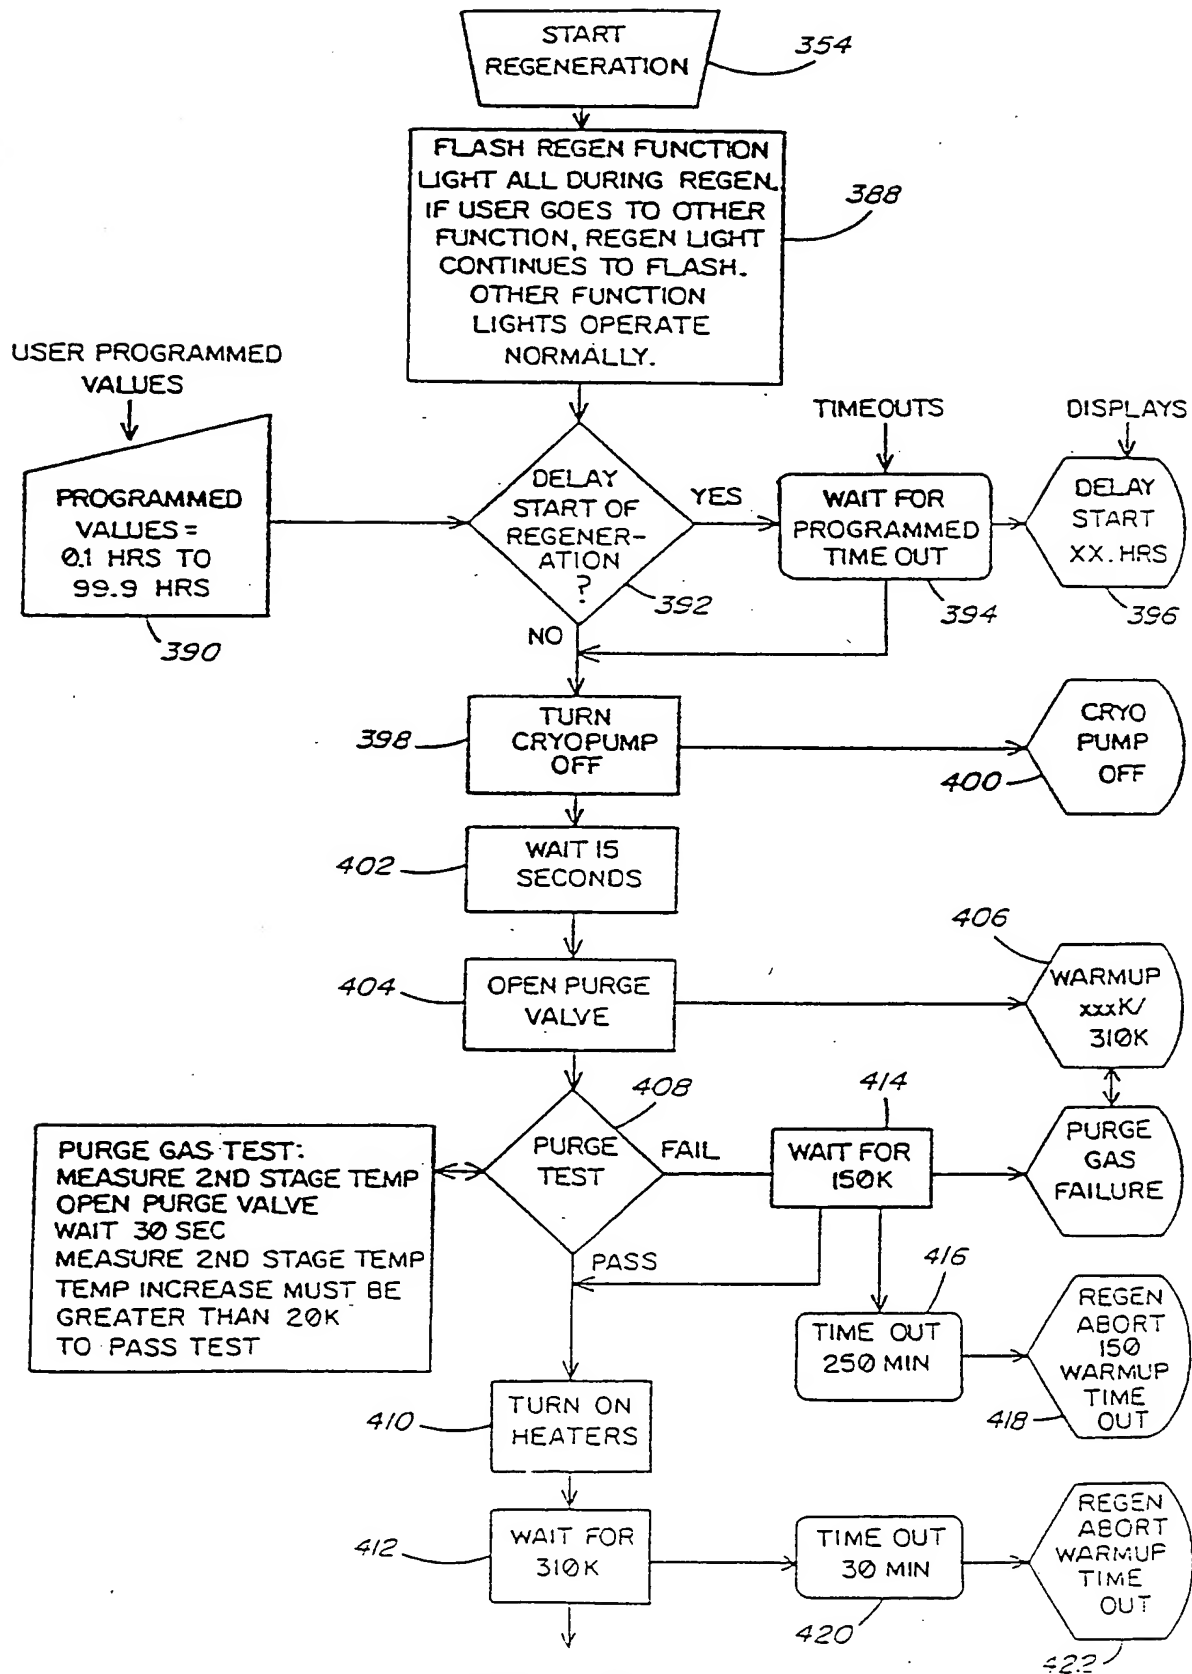 START
REGENERATION
354
FLASH REGEN FUNCTION
LIGHT ALL DURING REGEN.
IF USER GOES TO OTHER
FUNCTION, REGEN LIGHT
CONTINUES TO FLASH.
OTHER FUNCTION
LIGHTS OPERATE
NORMALLY.
388
USER PROGRAMMED
VALUES
PROGRAMMED
VALUES =
0.1 HRS TO
99.9 HRS
390
DELAY
START OF
REGENER-
ATION
?
392
YES
NO
TIMEOUTS
WAIT FOR
PROGRAMMED
TIME OUT
394
DISPLAYS
DELAY
START
XX. HRS
396
TURN
CRYOPUMP
OFF
398
CRYO
PUMP
OFF
400
WAIT 15
SECONDS
402
OPEN PURGE
VALVE
404
406
WARMUP
xxxK/
310K
PURGE
TEST
408
FAIL
PASS
PURGE GAS TEST:
MEASURE 2ND STAGE TEMP
OPEN PURGE VALVE
WAIT 30 SEC
MEASURE 2ND STAGE TEMP
TEMP INCREASE MUST BE
GREATER THAN 20K
TO PASS TEST
414
WAIT FOR
150K
PURGE
GAS
FAILURE
416
TIME OUT
250 MIN
REGEN
ABORT
150
WARMUP
TIME
OUT
418
TURN ON
HEATERS
410
WAIT FOR
310K
412
TIME OUT
30 MIN
420
REGEN
ABORT
WARMUP
TIME
OUT
422